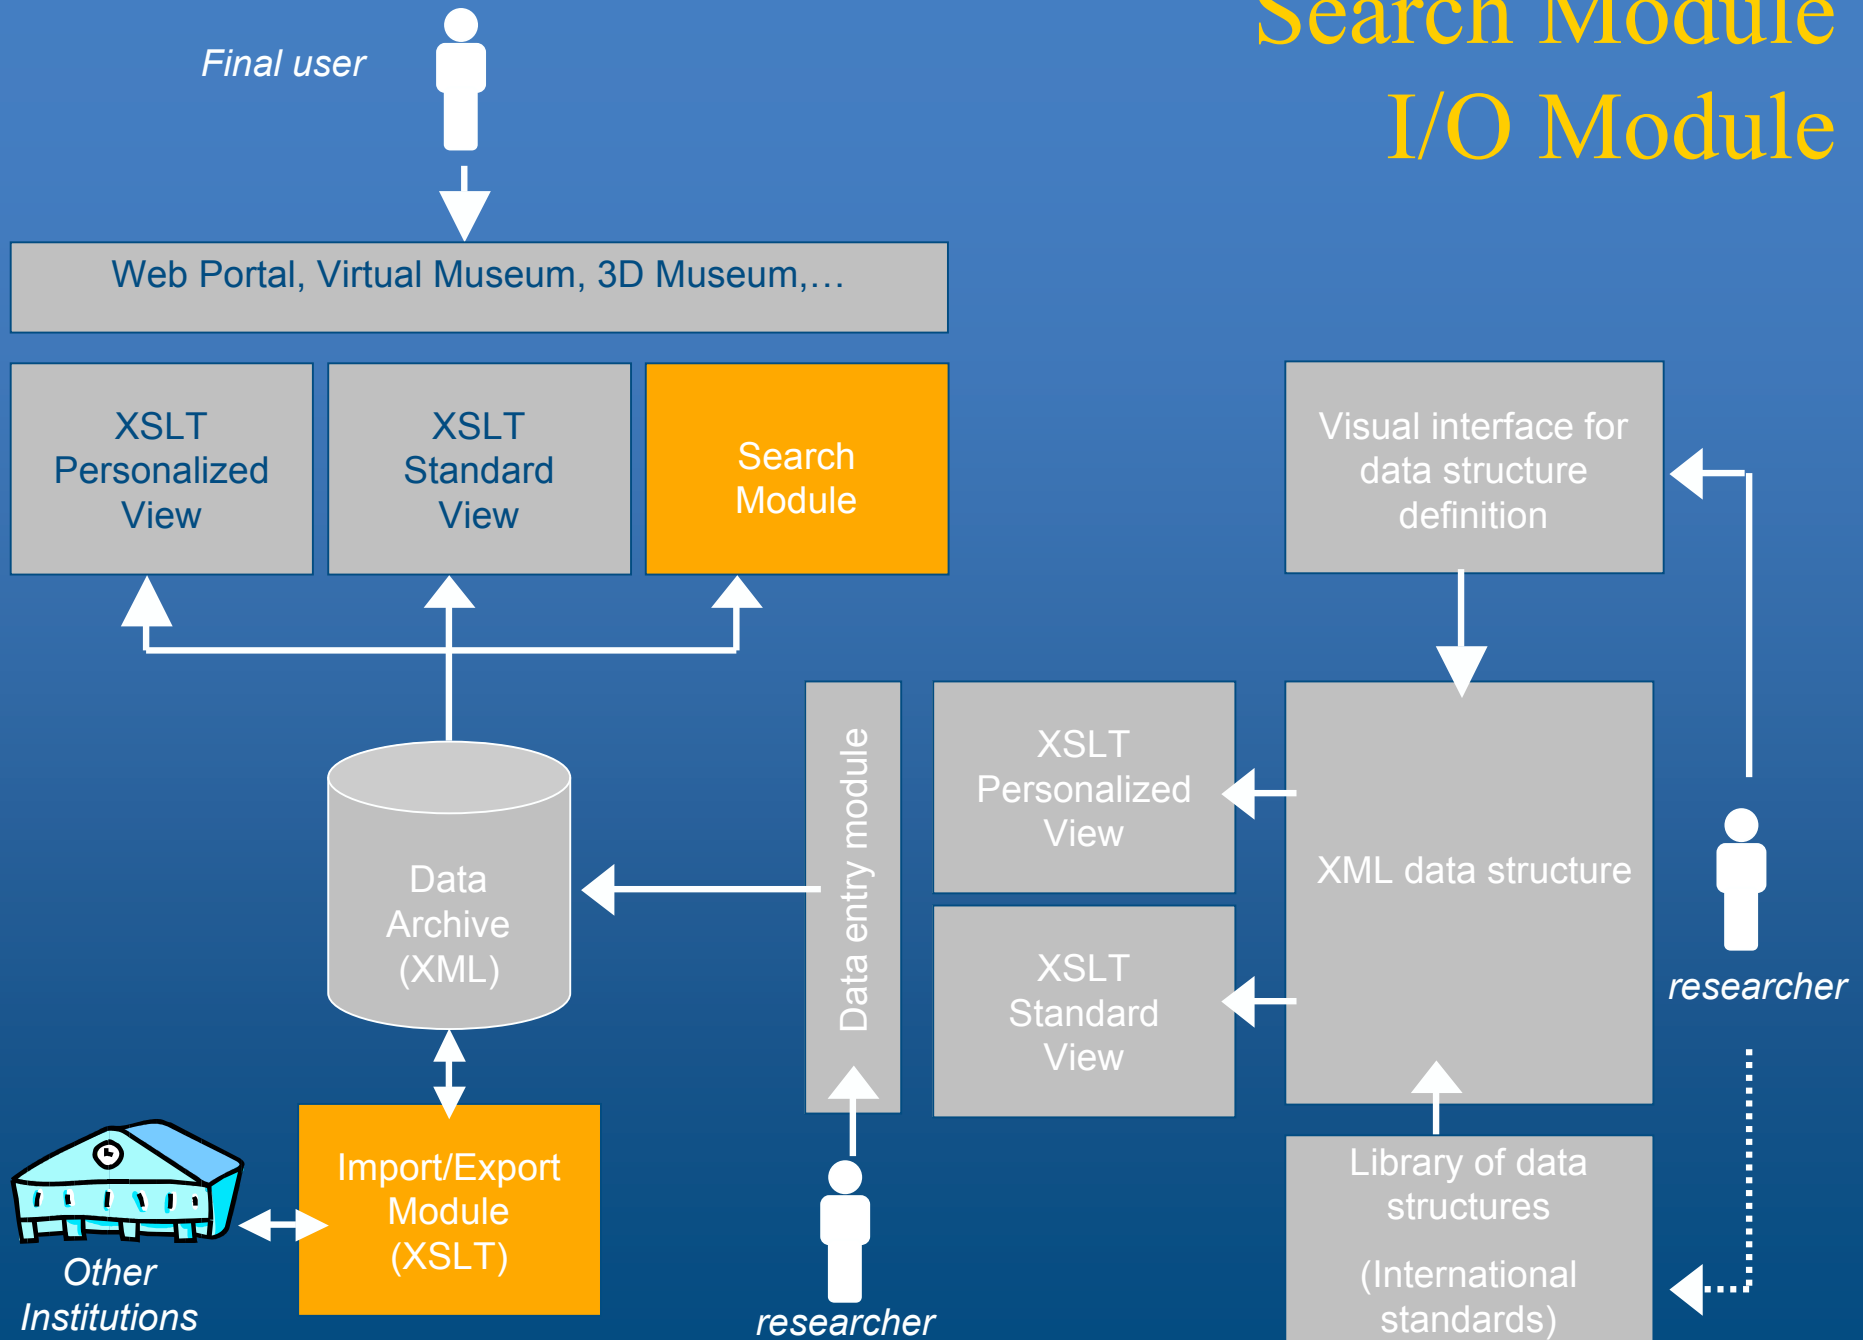 Search Module
I/O Module
Final user
Web Portal, Virtual Museum, 3D Museum,…
XSLT
Personalized
View
XSLT
Standard
View
Search
Module
Visual interface for
data structure
definition
Data entry module
XSLT
Personalized
View
XML data structure
Data
Archive
(XML)
XSLT
Standard
View
researcher
Import/Export
Module
(XSLT)
Library of data
structures
(International
standards)
Other
Institutions
researcher